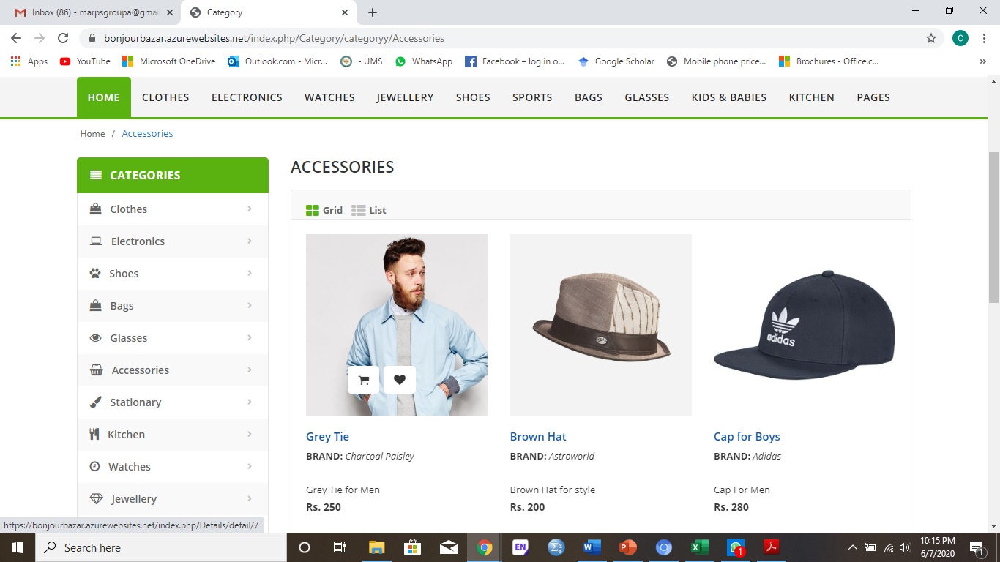 Inbox (86) - marpsgroupa@gmai
Category
bonjourbazar.azurewebsites.net/index.php/Category/categoryy/Accessories
C
Apps YouTube Microsoft OneDrive Outlook.com - Micr... - UMS WhatsApp Facebook – log in o... Google Scholar Mobile phone price... Brochures - Office.c... »
HOME CLOTHES ELECTRONICS WATCHES JEWELLERY SHOES SPORTS BAGS GLASSES KIDS & BABIES KITCHEN PAGES
Home / Accessories
CATEGORIES
Clothes
Electronics
Shoes
Bags
Glasses
Accessories
Stationary
Kitchen
Watches
Jewellery
ACCESSORIES
Grid List
adidas
Grey Tie
BRAND: Charcoal Paisley
Grey Tie for Men
Rs. 250
Brown Hat
BRAND: Astroworld
Brown Hat for style
Rs. 200
Cap for Boys
BRAND: Adidas
Cap For Men
Rs. 280
https://bonjourbazar.azurewebsites.net/index.php/Details/detail/7
Search here
EN
1
10:15 PM
6/7/2020
1